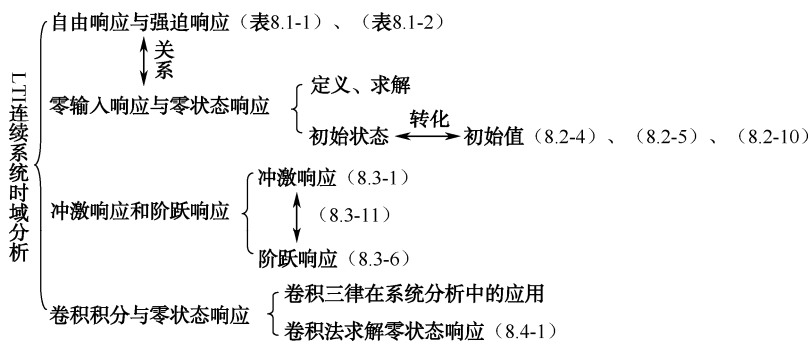 LTI连续系统时域分析
自由响应与强迫响应（表8.1-1）、（表8.1-2）
关系
零输入响应与零状态响应
定义、求解
初始状态 转化 初始值（8.2-4）、（8.2-5）、（8.2-10）
冲激响应和阶跃响应
冲激响应（8.3-1）
（8.3-11）
阶跃响应（8.3-6）
卷积积分与零状态响应
卷积三律在系统分析中的应用
卷积法求解零状态响应（8.4-1）